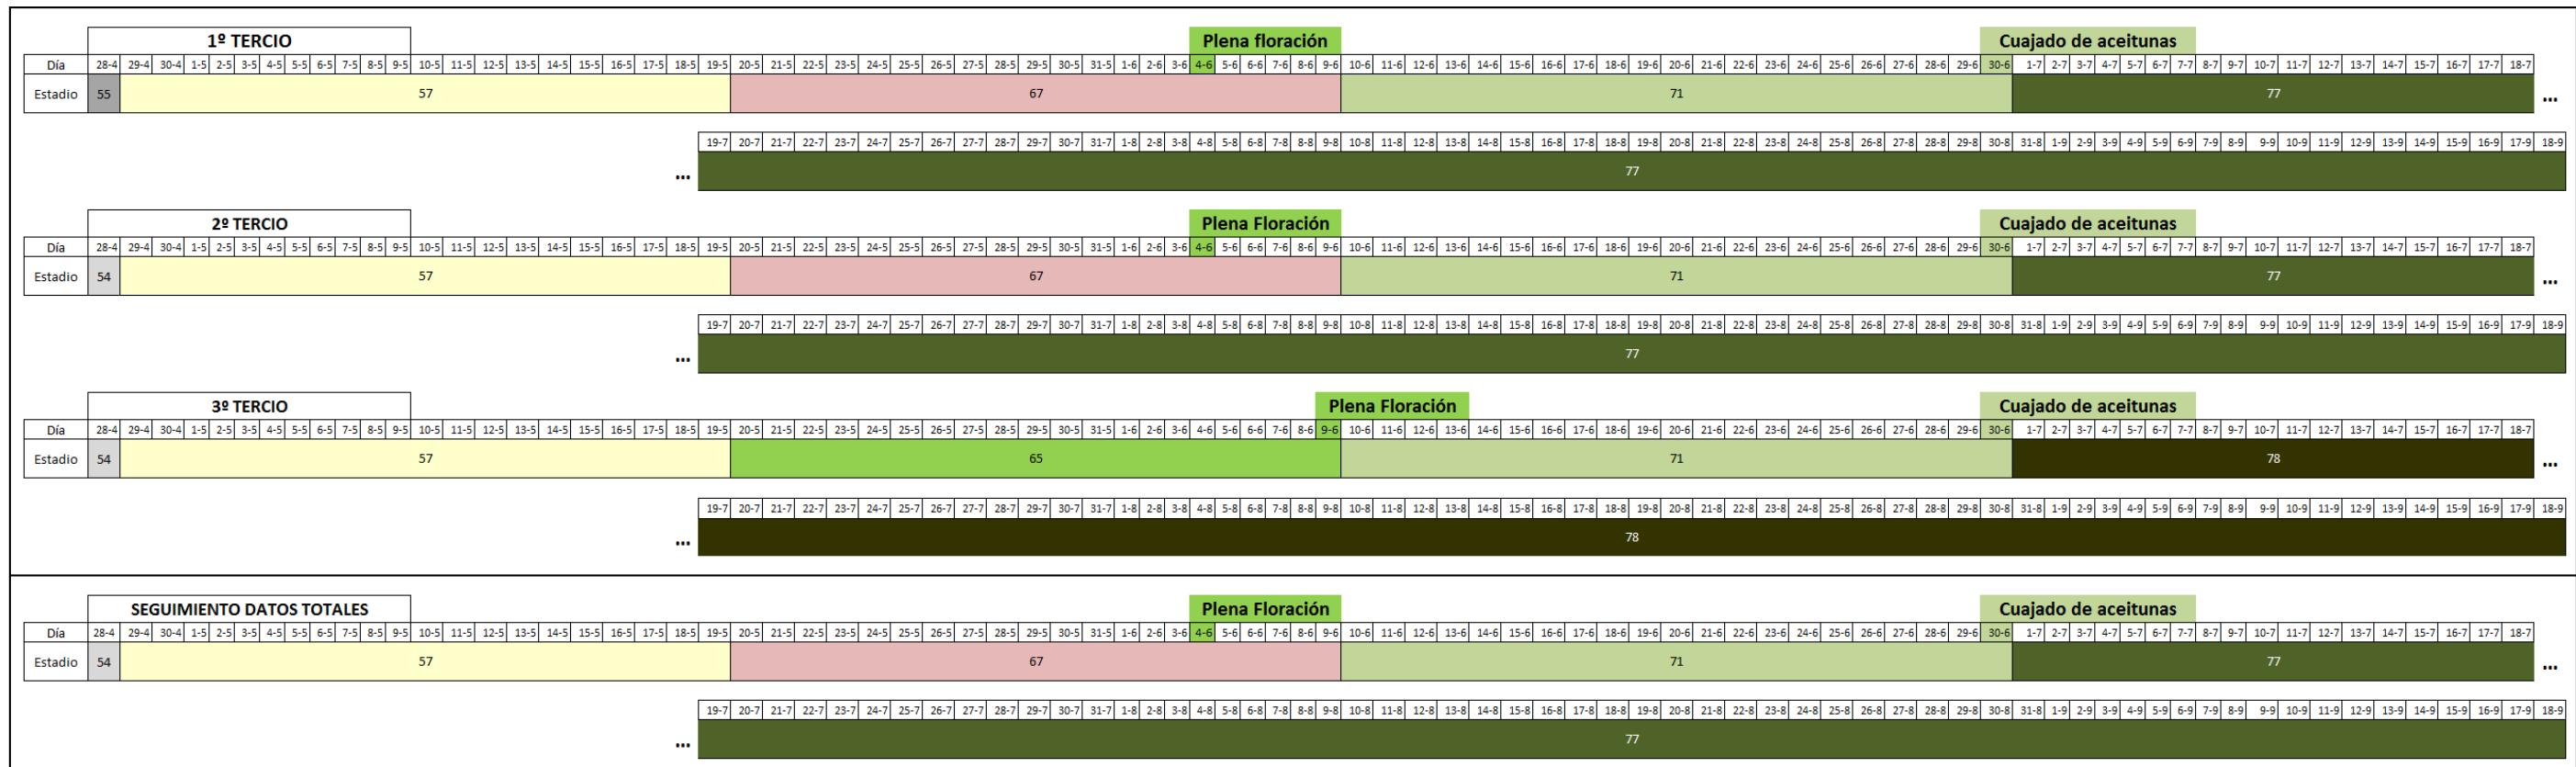 1º TERCIO Plena floración Cuajado de aceitunas
Día 28-4 29-4 30-4 1-5 2-5 3-5 4-5 5-5 6-5 7-5 8-5 9-5 10-5 11-5 12-5 13-5 14-5 15-5 16-5 17-5 18-5 19-5 20-5 21-5 22-5 23-5 24-5 25-5 26-5 27-5 28-5 29-5 30-5 31-5 1-6 2-6 3-6 4-6 5-6 6-6 7-6 8-6 9-6 10-6 11-6 12-6 13-6 14-6 15-6 16-6 17-6 18-6 19-6 20-6 21-6 22-6 23-6 24-6 25-6 26-6 27-6 28-6 29-6 30-6 1-7 2-7 3-7 4-7 5-7 6-7 7-7 8-7 9-7 10-7 11-7 12-7 13-7 14-7 15-7 16-7 17-7 18-7
Estadio 55 57 67 71 77 ...
19-7 20-7 21-7 22-7 23-7 24-7 25-7 26-7 27-7 28-7 29-7 30-7 31-7 1-8 2-8 3-8 4-8 5-8 6-8 7-8 8-8 9-8 10-8 11-8 12-8 13-8 14-8 15-8 16-8 17-8 18-8 19-8 20-8 21-8 22-8 23-8 24-8 25-8 26-8 27-8 28-8 29-8 30-8 31-8 1-9 2-9 3-9 4-9 5-9 6-9 7-9 8-9 9-9 10-9 11-9 12-9 13-9 14-9 15-9 16-9 17-9 18-9
... 77
2º TERCIO Plena Floración Cuajado de aceitunas
Día 28-4 29-4 30-4 1-5 2-5 3-5 4-5 5-5 6-5 7-5 8-5 9-5 10-5 11-5 12-5 13-5 14-5 15-5 16-5 17-5 18-5 19-5 20-5 21-5 22-5 23-5 24-5 25-5 26-5 27-5 28-5 29-5 30-5 31-5 1-6 2-6 3-6 4-6 5-6 6-6 7-6 8-6 9-6 10-6 11-6 12-6 13-6 14-6 15-6 16-6 17-6 18-6 19-6 20-6 21-6 22-6 23-6 24-6 25-6 26-6 27-6 28-6 29-6 30-6 1-7 2-7 3-7 4-7 5-7 6-7 7-7 8-7 9-7 10-7 11-7 12-7 13-7 14-7 15-7 16-7 17-7 18-7
Estadio 54 57 67 71 77 ...
19-7 20-7 21-7 22-7 23-7 24-7 25-7 26-7 27-7 28-7 29-7 30-7 31-7 1-8 2-8 3-8 4-8 5-8 6-8 7-8 8-8 9-8 10-8 11-8 12-8 13-8 14-8 15-8 16-8 17-8 18-8 19-8 20-8 21-8 22-8 23-8 24-8 25-8 26-8 27-8 28-8 29-8 30-8 31-8 1-9 2-9 3-9 4-9 5-9 6-9 7-9 8-9 9-9 10-9 11-9 12-9 13-9 14-9 15-9 16-9 17-9 18-9
... 77
3º TERCIO Plena Floración Cuajado de aceitunas
Día 28-4 29-4 30-4 1-5 2-5 3-5 4-5 5-5 6-5 7-5 8-5 9-5 10-5 11-5 12-5 13-5 14-5 15-5 16-5 17-5 18-5 19-5 20-5 21-5 22-5 23-5 24-5 25-5 26-5 27-5 28-5 29-5 30-5 31-5 1-6 2-6 3-6 4-6 5-6 6-6 7-6 8-6 9-6 10-6 11-6 12-6 13-6 14-6 15-6 16-6 17-6 18-6 19-6 20-6 21-6 22-6 23-6 24-6 25-6 26-6 27-6 28-6 29-6 30-6 1-7 2-7 3-7 4-7 5-7 6-7 7-7 8-7 9-7 10-7 11-7 12-7 13-7 14-7 15-7 16-7 17-7 18-7
Estadio 54 57 65 71 78 ...
19-7 20-7 21-7 22-7 23-7 24-7 25-7 26-7 27-7 28-7 29-7 30-7 31-7 1-8 2-8 3-8 4-8 5-8 6-8 7-8 8-8 9-8 10-8 11-8 12-8 13-8 14-8 15-8 16-8 17-8 18-8 19-8 20-8 21-8 22-8 23-8 24-8 25-8 26-8 27-8 28-8 29-8 30-8 31-8 1-9 2-9 3-9 4-9 5-9 6-9 7-9 8-9 9-9 10-9 11-9 12-9 13-9 14-9 15-9 16-9 17-9 18-9
... 78
SEGUIMIENTO DATOS TOTALES Plena Floración Cuajado de aceitunas
Día 28-4 29-4 30-4 1-5 2-5 3-5 4-5 5-5 6-5 7-5 8-5 9-5 10-5 11-5 12-5 13-5 14-5 15-5 16-5 17-5 18-5 19-5 20-5 21-5 22-5 23-5 24-5 25-5 26-5 27-5 28-5 29-5 30-5 31-5 1-6 2-6 3-6 4-6 5-6 6-6 7-6 8-6 9-6 10-6 11-6 12-6 13-6 14-6 15-6 16-6 17-6 18-6 19-6 20-6 21-6 22-6 23-6 24-6 25-6 26-6 27-6 28-6 29-6 30-6 1-7 2-7 3-7 4-7 5-7 6-7 7-7 8-7 9-7 10-7 11-7 12-7 13-7 14-7 15-7 16-7 17-7 18-7
Estadio 54 57 67 71 77 ...
19-7 20-7 21-7 22-7 23-7 24-7 25-7 26-7 27-7 28-7 29-7 30-7 31-7 1-8 2-8 3-8 4-8 5-8 6-8 7-8 8-8 9-8 10-8 11-8 12-8 13-8 14-8 15-8 16-8 17-8 18-8 19-8 20-8 21-8 22-8 23-8 24-8 25-8 26-8 27-8 28-8 29-8 30-8 31-8 1-9 2-9 3-9 4-9 5-9 6-9 7-9 8-9 9-9 10-9 11-9 12-9 13-9 14-9 15-9 16-9 17-9 18-9
... 77